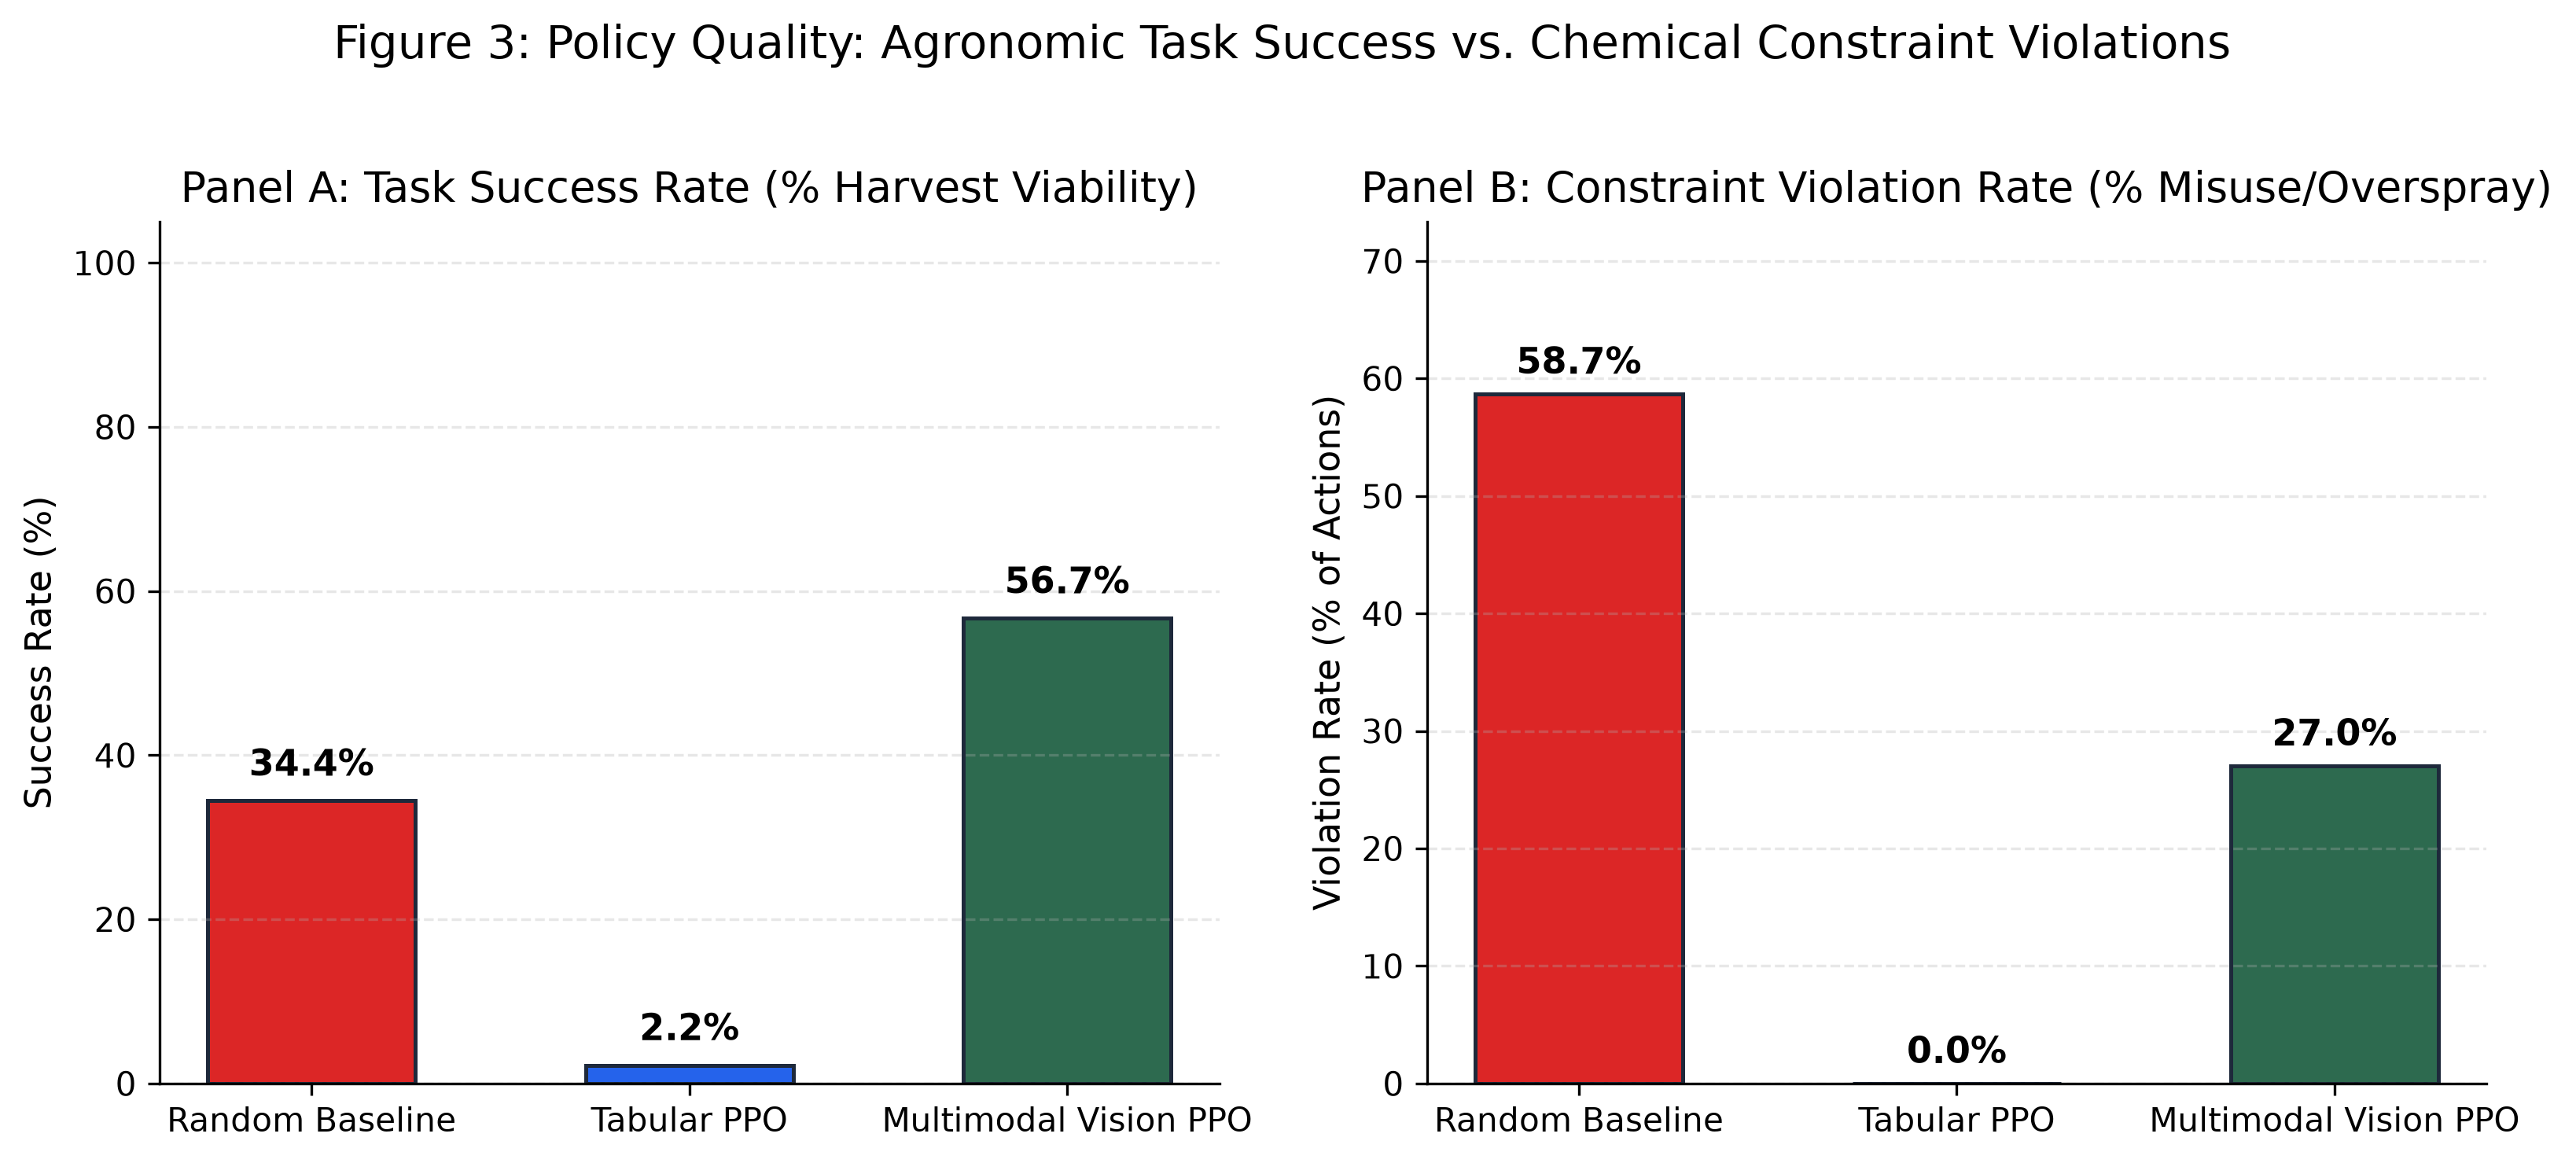 Figure 3: Policy Quality: Agronomic Task Success vs. Chemical Constraint Violations
Panel A: Task Success Rate (% Harvest Viability)
Success Rate (%)
100
80
60
40
20
0
34.4%
2.2%
56.7%
Random Baseline
Tabular PPO
Multimodal Vision PPO
Panel B: Constraint Violation Rate (% Misuse/Overspray)
Violation Rate (% of Actions)
70
60
50
40
30
20
10
0
58.7%
0.0%
27.0%
Random Baseline
Tabular PPO
Multimodal Vision PPO